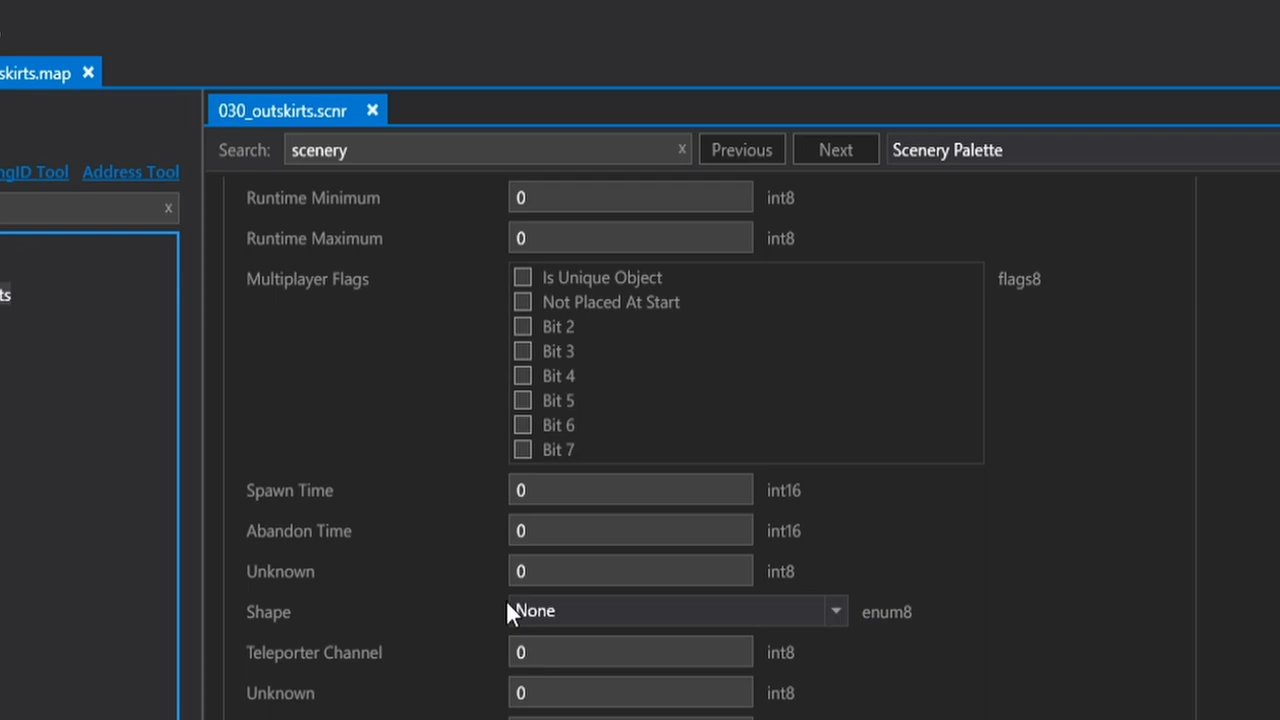 skirts.map
030_outskirts.scnr
Search: scenery x Previous Next Scenery Palette
ngID Tool Address Tool
x
Runtime Minimum 0 int8
Runtime Maximum 0 int8
Multiplayer Flags Is Unique Object flags8
Not Placed At Start
ts
Bit 2
Bit 3
Bit 4
Bit 5
Bit 6
Bit 7
Spawn Time 0 int16
Abandon Time 0 int16
Unknown 0 int8
Shape None enum8
Teleporter Channel 0 int8
Unknown 0 int8